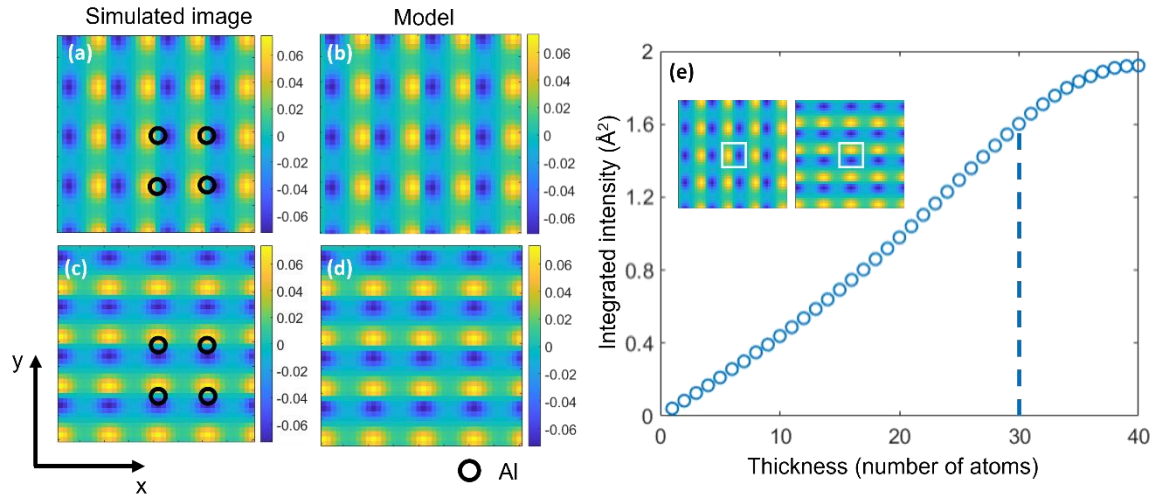 Simulated image
Model
(a)
0.06
0.04
0.02
0
-0.02
-0.04
-0.06
(b)
0.06
0.04
0.02
0
-0.02
-0.04
-0.06
(c)
0.06
0.04
0.02
0
-0.02
-0.04
-0.06
(d)
0.06
0.04
0.02
0
-0.02
-0.04
-0.06
y
x
Al
(e)
Integrated intensity (Å²)
2
1.6
1.2
0.8
0.4
0
0 10 20 30 40
Thickness (number of atoms)